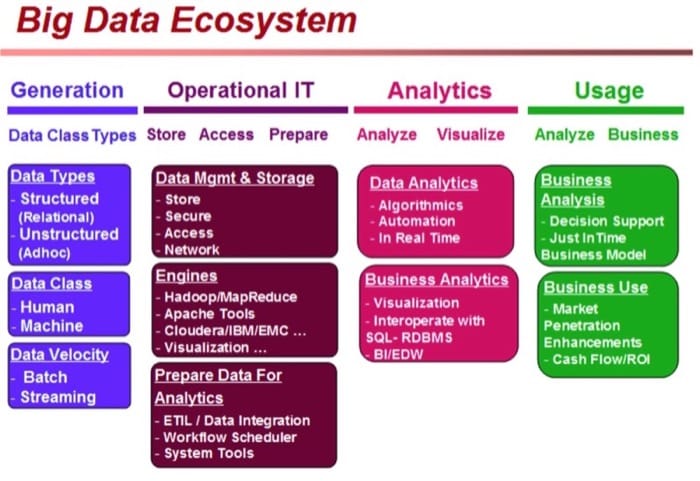 Big Data Ecosystem
Generation
Data Class Types
Data Types
- Structured
(Relational)
- Unstructured
(Adhoc)
Data Class
- Human
- Machine
Data Velocity
- Batch
- Streaming
Operational IT
Store Access Prepare
Data Mgmt & Storage
- Store
- Secure
- Access
- Network
Engines
- Hadoop/MapReduce
- Apache Tools
- Cloudera/IBM/EMC ...
- Visualization ...
Prepare Data For
Analytics
- ETIL / Data Integration
- Workflow Scheduler
- System Tools
Analytics
Analyze Visualize
Data Analytics
- Algorithmics
- Automation
- In Real Time
Business Analytics
- Visualization
- Interoperate with
SQL- RDBMS
- BI/EDW
Usage
Analyze Business
Business
Analysis
- Decision Support
- Just In Time
Business Model
Business Use
- Market
Penetration
Enhancements
- Cash Flow/ROI